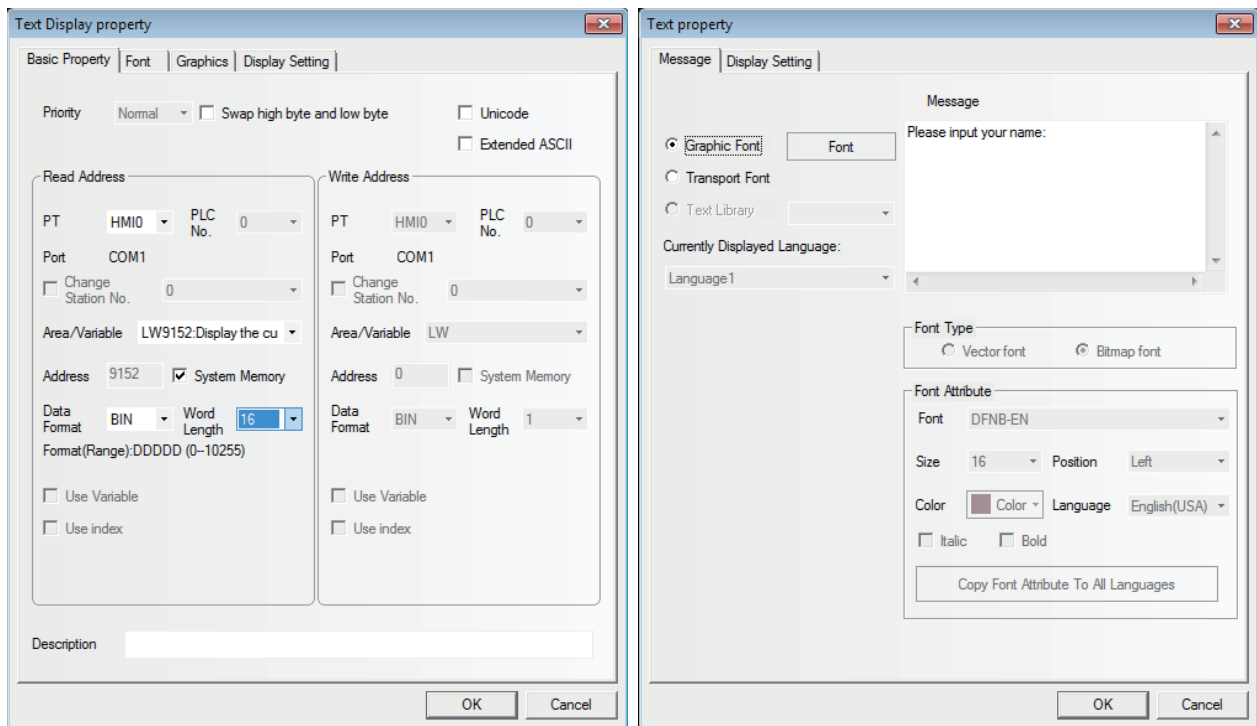 Text Display property
Basic Property Font Graphics Display Setting
Priority Normal Swap high byte and low byte Unicode
Extended ASCII
Read Address
PT HMI0 PLC No. 0
Port COM1
Change Station No. 0
Area/Variable LW9152:Display the cu
Address 9152 System Memory
Data Format BIN Word Length 16
Format(Range):DDDDD (0--10255)
Use Variable
Use index
Write Address
PT HMI0 PLC No. 0
Port COM1
Change Station No. 0
Area/Variable LW
Address 0 System Memory
Data Format BIN Word Length 1
Use Variable
Use index
Description
OK Cancel
Text property
Message Display Setting
Graphic Font Font
Transport Font
Text Library
Currently Displayed Language:
Language1
Message
Please input your name:
Font Type
Vector font Bitmap font
Font Attribute
Font DFNB-EN
Size 16 Position Left
Color Color Language English(USA)
Italic Bold
Copy Font Attribute To All Languages
OK Cancel